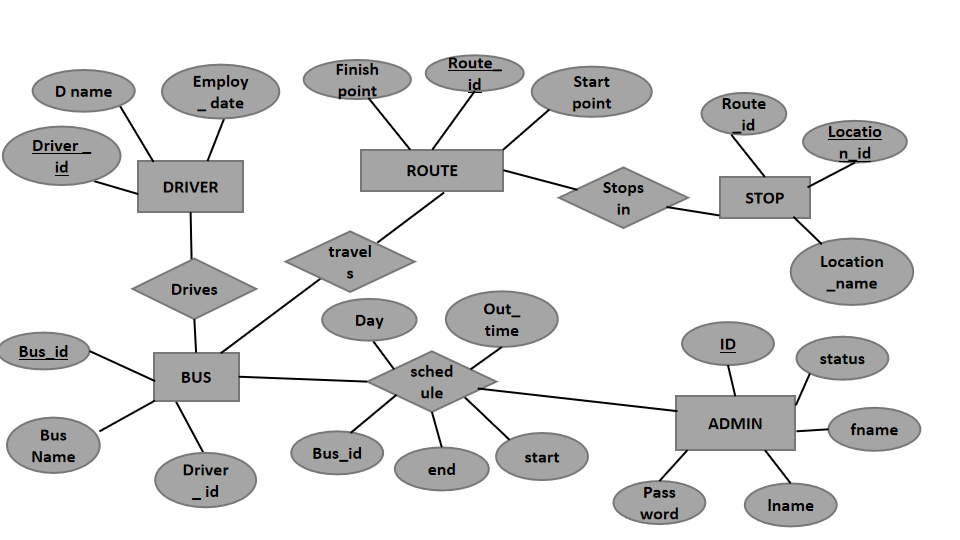 D name
Employ
_ date
Driver _
id
DRIVER
Finish
point
Route_
id
Start
point
ROUTE
Route
_id
Locatio
n_id
STOP
Stops
in
Location
_name
travel
s
Drives
Day
Out_
time
Bus_id
BUS
sched
ule
ID
status
ADMIN
fname
Bus
Name
Driver
_ id
Bus_id
end
start
Pass
word
lname